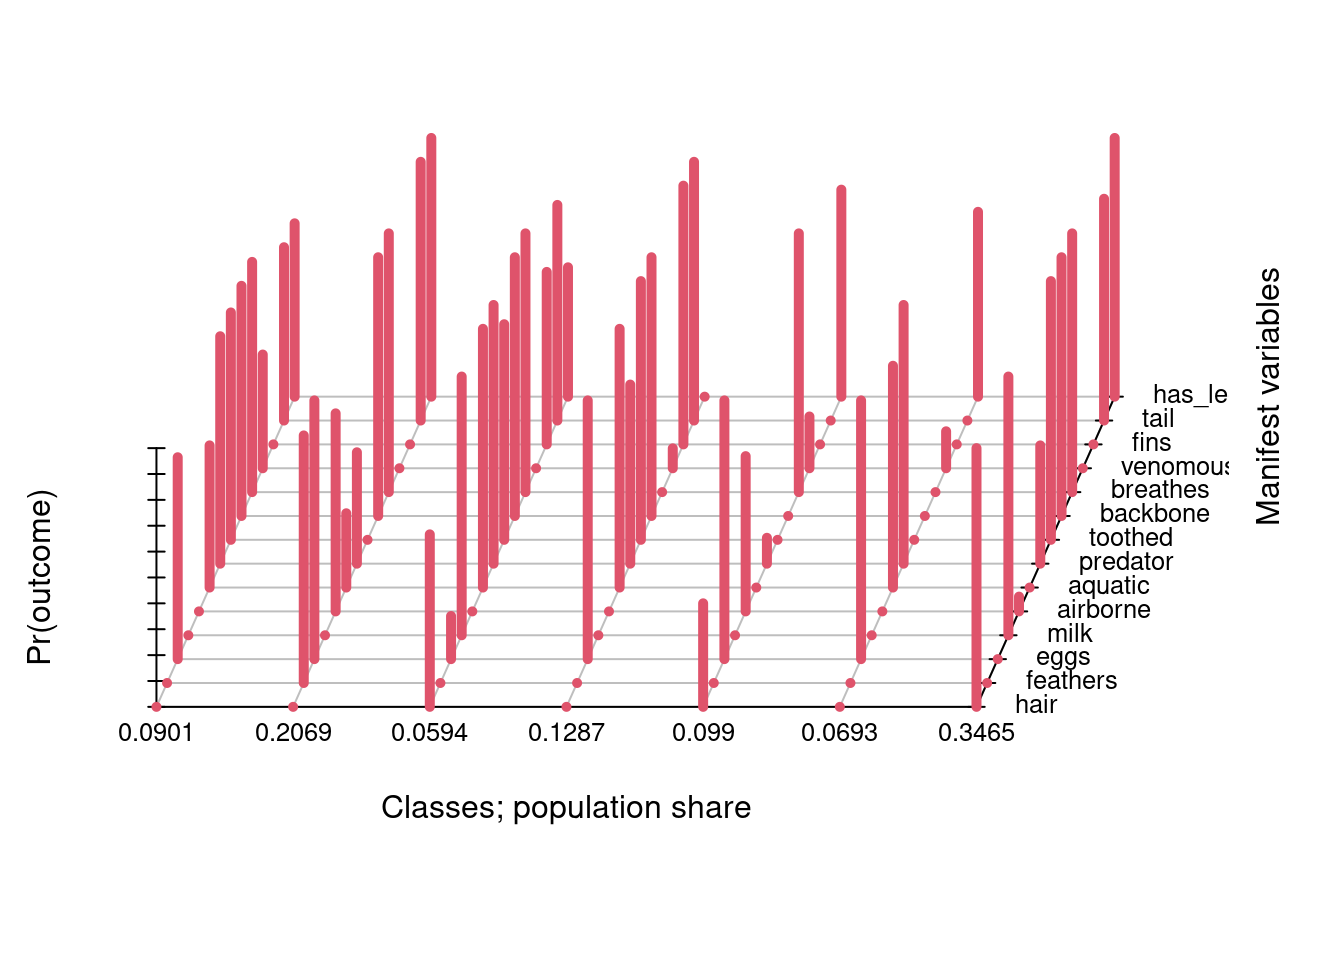 has_le
tail
fins
venomous
breathes
backbone
toothed
predator
aquatic
airborne
milk
eggs
feathers
hair
Manifest variables
Pr(outcome)
0.0901 0.2069 0.0594 0.1287 0.099 0.0693 0.3465
Classes; population share